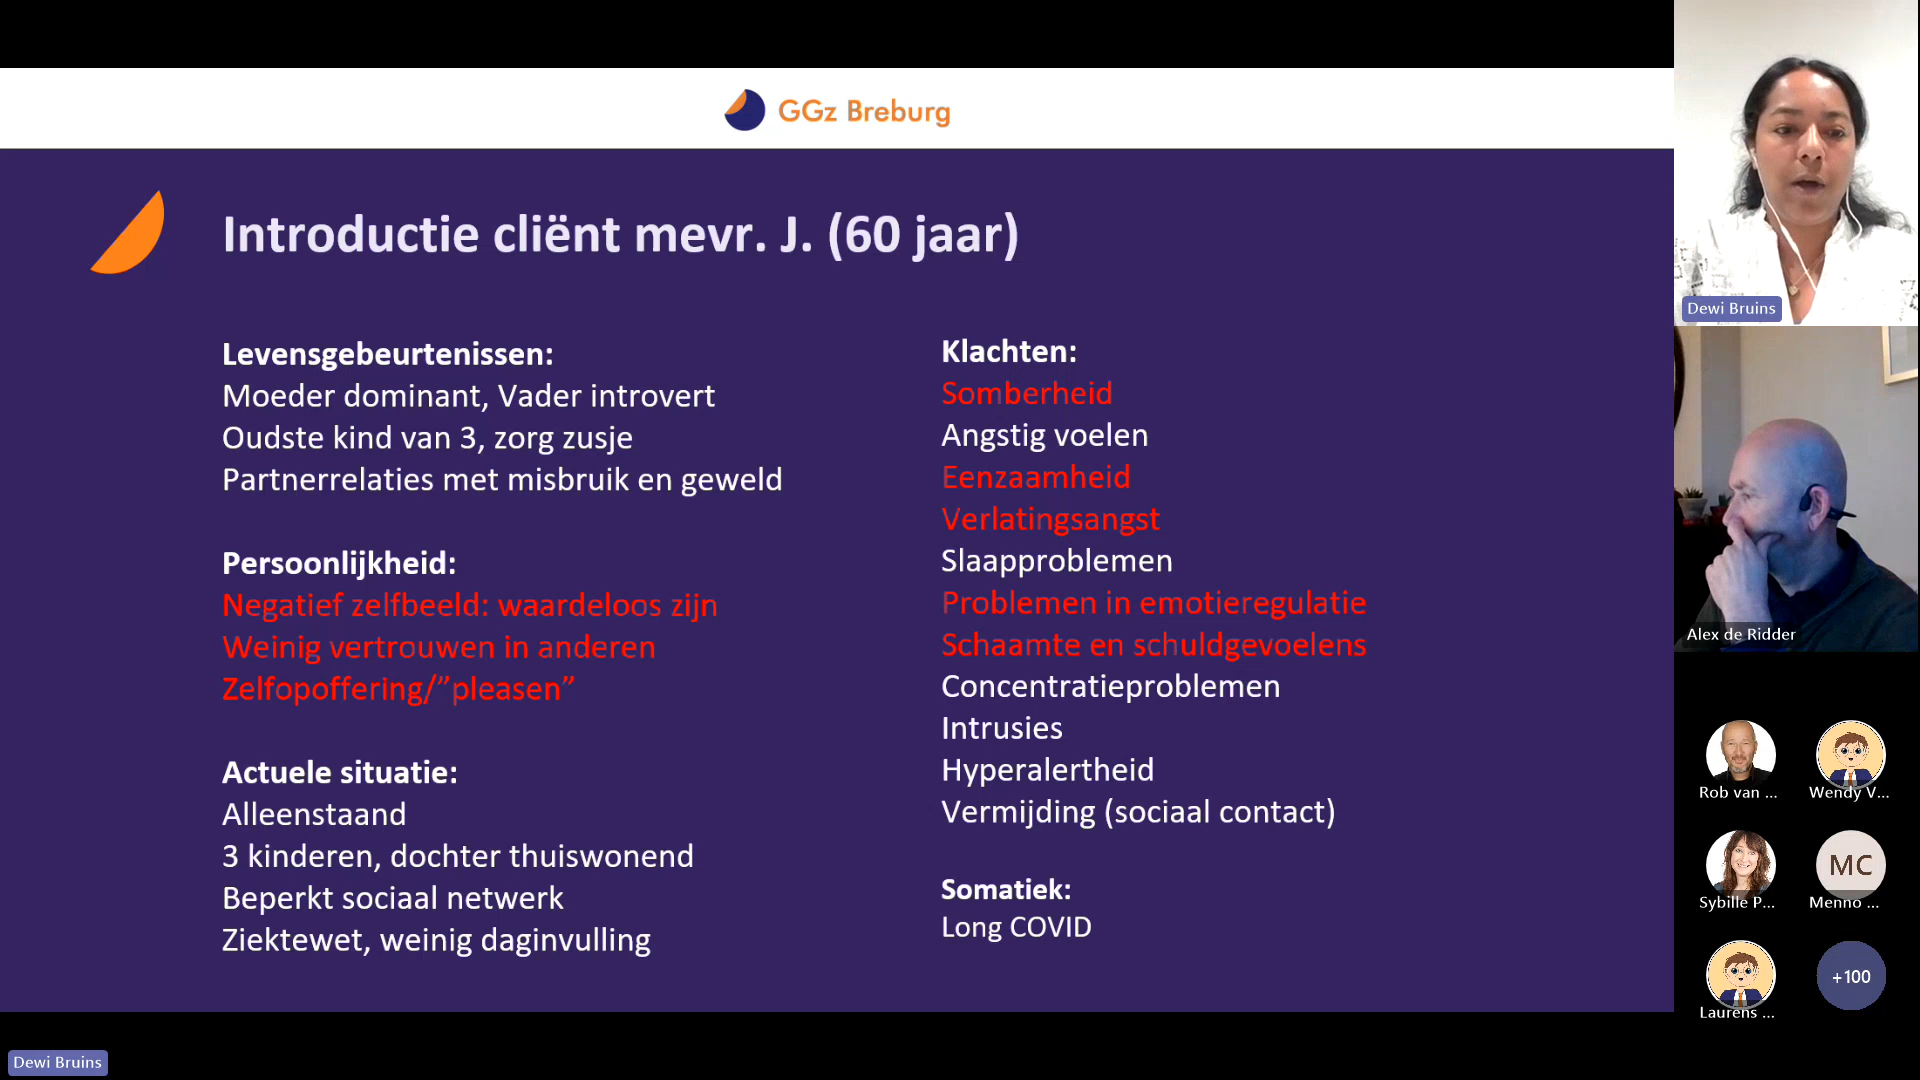 GGz Breburg
Introductie cliënt mevr. J. (60 jaar)
Levensgebeurtenissen:
Moeder dominant, Vader introvert
Oudste kind van 3, zorg zusje
Partnerrelaties met misbruik en geweld
Persoonlijkheid:
Negatief zelfbeeld: waardeloos zijn
Weinig vertrouwen in anderen
Zelfopoffering/”pleasen”
Actuele situatie:
Alleenstaand
3 kinderen, dochter thuiswonend
Beperkt sociaal netwerk
Ziektewet, weinig daginvulling
Klachten:
Somberheid
Angstig voelen
Eenzaamheid
Verlatingsangst
Slaapproblemen
Problemen in emotieregulatie
Schaamte en schuldgevoelens
Concentratieproblemen
Intrusies
Hyperalertheid
Vermijding (sociaal contact)
Somatiek:
Long COVID
Dewi Bruins
Alex de Ridder
Rob van ...
Wendy V...
Sybille P...
MC
Menno ...
Laurens ...
+100
Dewi Bruins